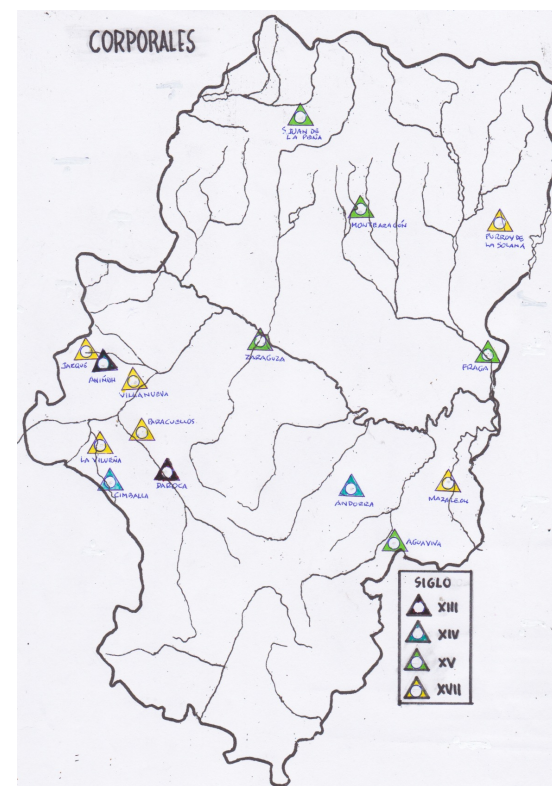 CORPORALES
S. JUAN DE
LA PEÑA
MONTEARAGÓN
PURROY DE
LA SOLANA
JARQUE
ANIÑÓN
VILLANUEVA
ZARAGOZA
FRAGA
PARACUELLOS
LA VILUEÑA
CIMBALLA
DAROCA
ANDORRA
MAZALEÓN
AGUAVIVA
SIGLO
XIII
XIV
XV
XVII